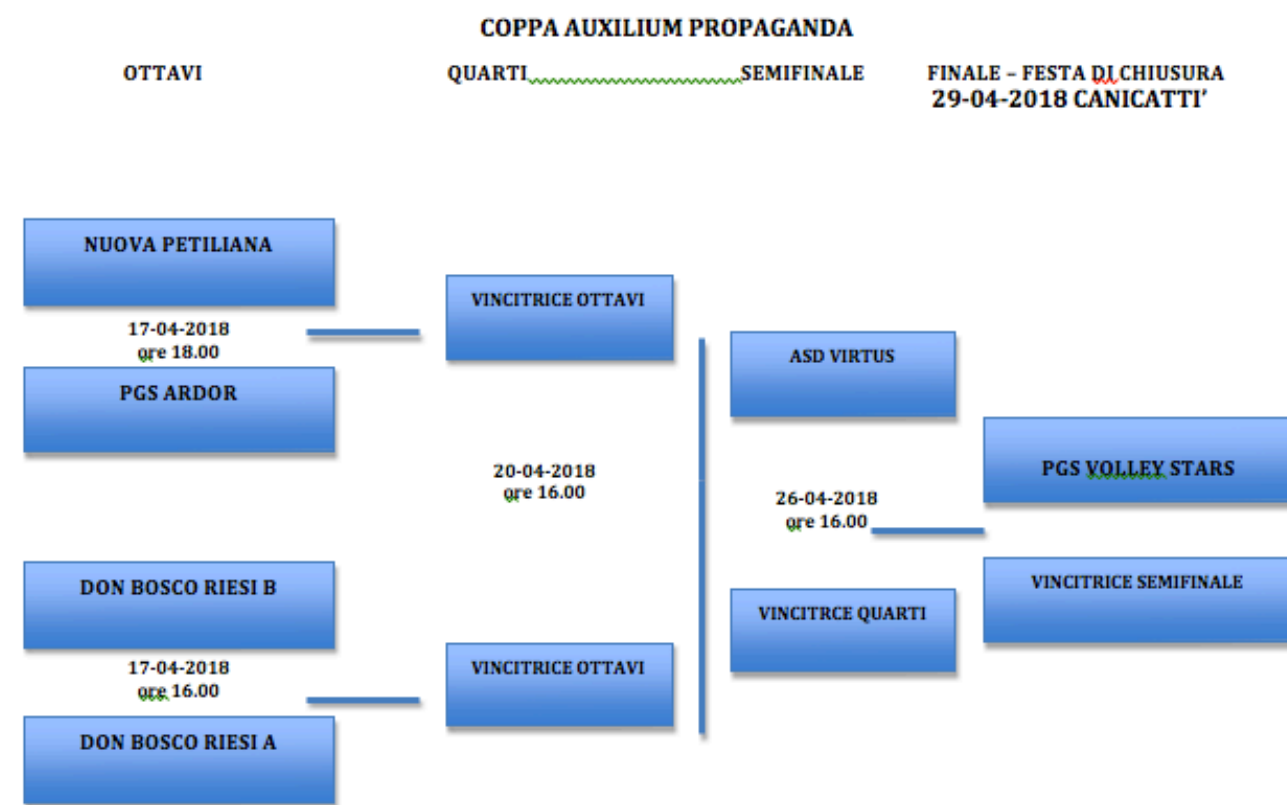 COPPA AUXILIUM PROPAGANDA
OTTAVI
QUARTI
SEMIFINALE
FINALE – FESTA DI CHIUSURA
29-04-2018 CANICATTI’
NUOVA PETILIANA
17-04-2018
ore 18.00
PGS ARDOR
DON BOSCO RIESI B
17-04-2018
ore 16.00
DON BOSCO RIESI A
VINCITRICE OTTAVI
20-04-2018
ore 16.00
VINCITRICE OTTAVI
ASD VIRTUS
26-04-2018
ore 16.00
VINCITRCE QUARTI
PGS VOLLEY STARS
VINCITRICE SEMIFINALE